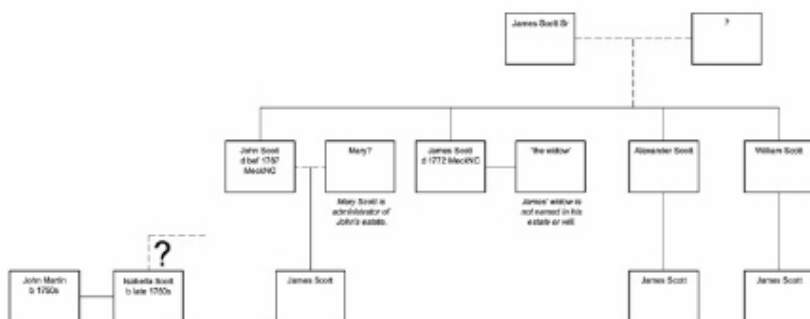 James Scott Sr
?
John Scott
d bef 1767
MeckNC
Mary?
James Scott
d 1772 MeckNC
'the widow'
Alexander Scott
William Scott
Mary Scott is
administrator of
John's estate.
James' widow is
not named in his
estate or will.
?
John Martin
b 1750s
Isabella Scott
b late 1750s
James Scott
James Scott
James Scott